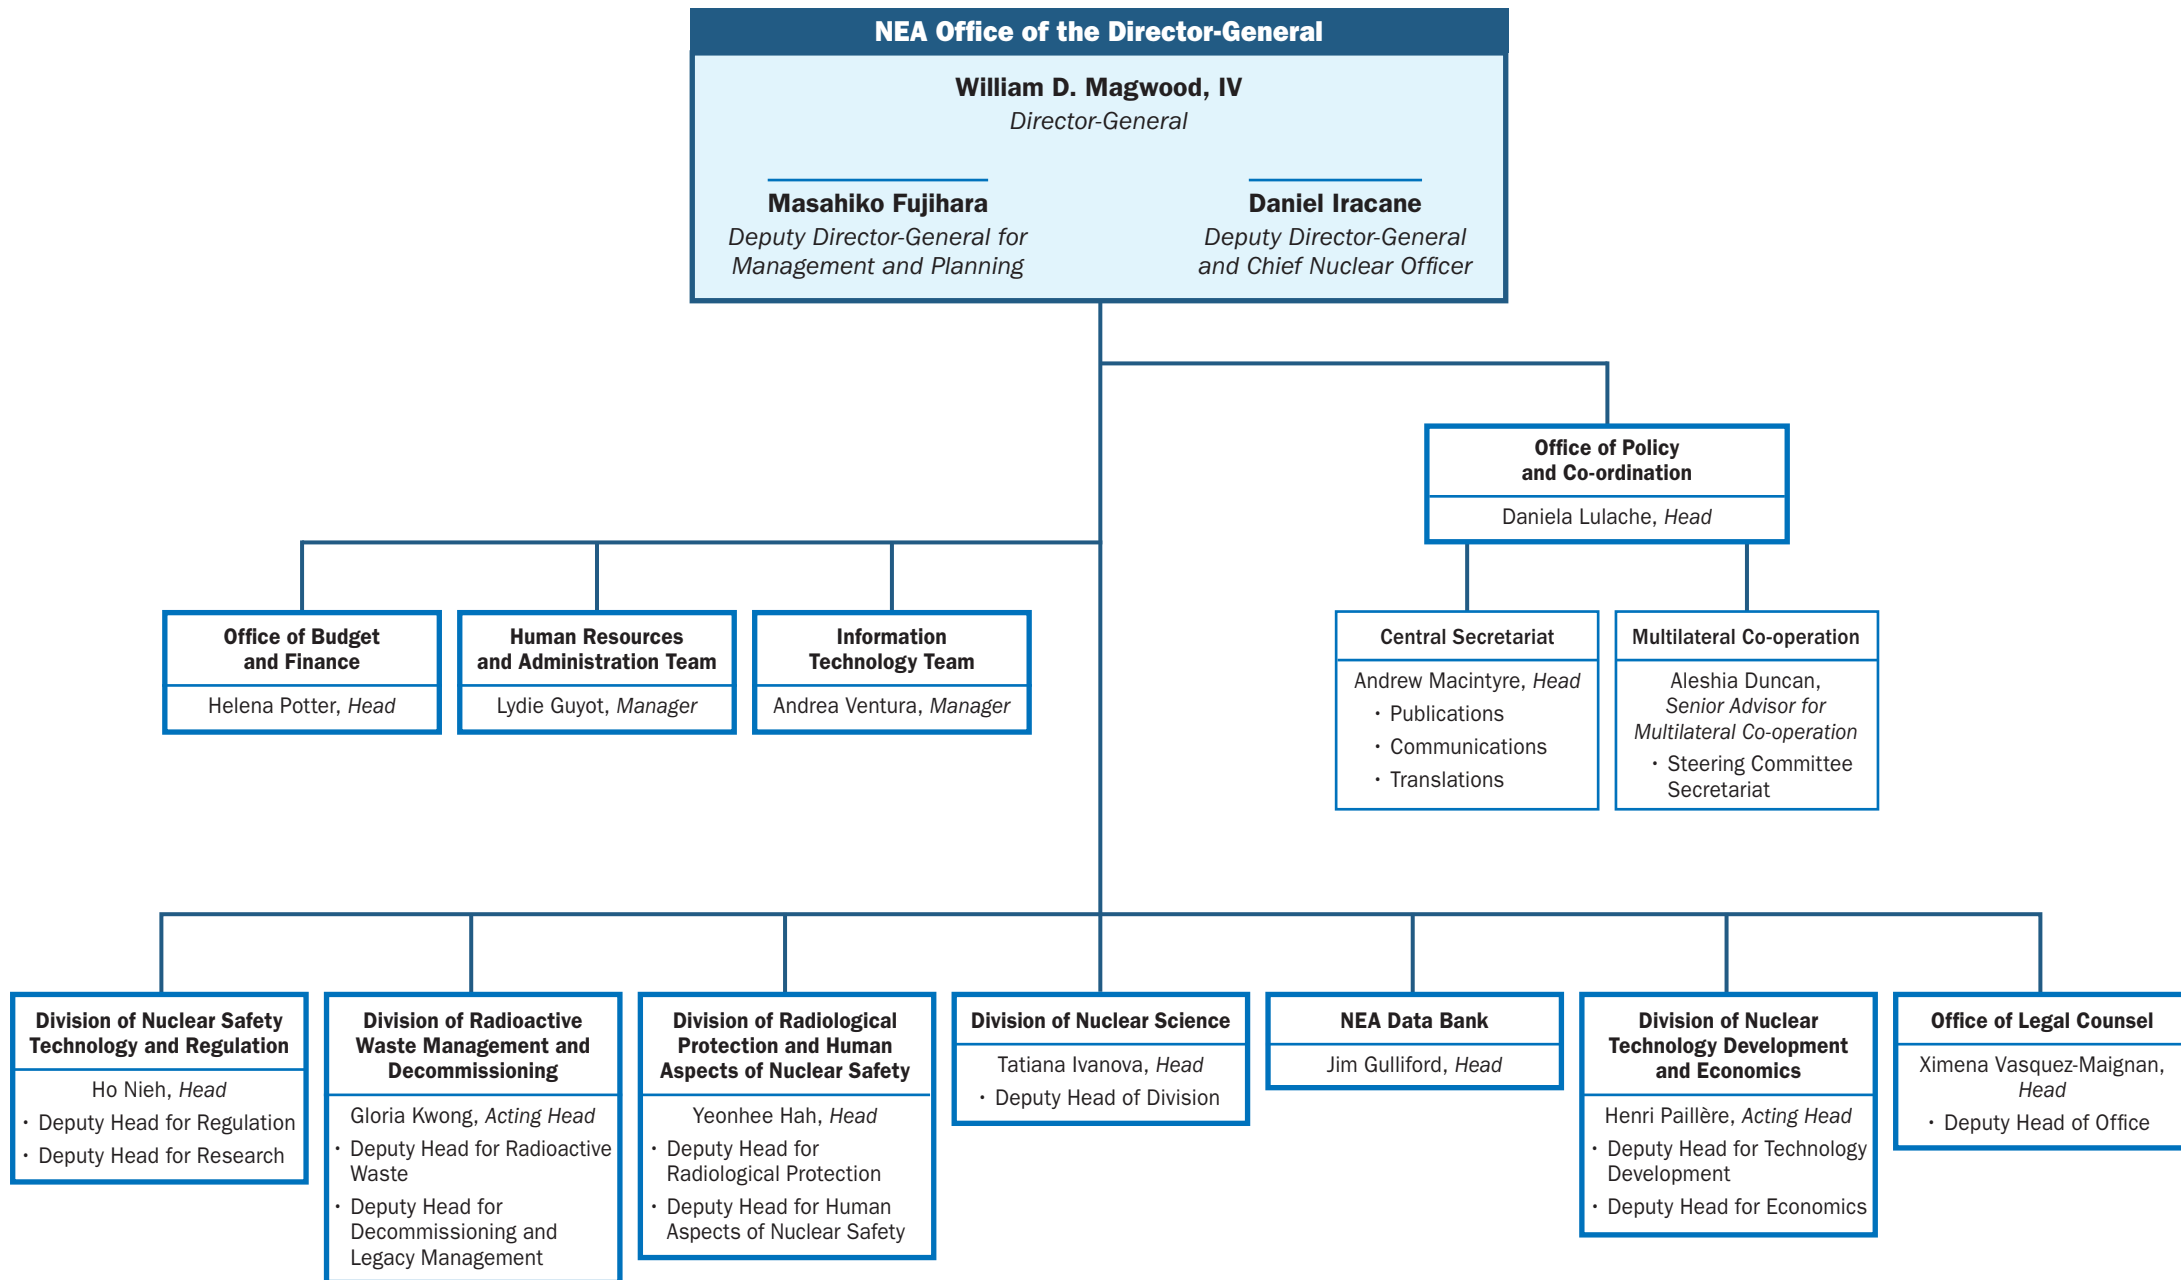 NEA Office of the Director-General
William D. Magwood, IV
Director-General
Masahiko Fujihara
Deputy Director-General for
Management and Planning
Daniel Iracane
Deputy Director-General
and Chief Nuclear Officer
Office of Policy
and Co-ordination
Daniela Lulache, Head
Office of Budget
and Finance
Helena Potter, Head
Human Resources
and Administration Team
Lydie Guyot, Manager
Information
Technology Team
Andrea Ventura, Manager
Central Secretariat
Andrew Macintyre, Head
• Publications
• Communications
• Translations
Multilateral Co-operation
Aleshia Duncan,
Senior Advisor for
Multilateral Co-operation
• Steering Committee
Secretariat
Division of Nuclear Safety
Technology and Regulation
Ho Nieh, Head
• Deputy Head for Regulation
• Deputy Head for Research
Division of Radioactive
Waste Management and
Decommissioning
Gloria Kwong, Acting Head
• Deputy Head for Radioactive
Waste
• Deputy Head for
Decommissioning and
Legacy Management
Division of Radiological
Protection and Human
Aspects of Nuclear Safety
Yeonhee Hah, Head
• Deputy Head for
Radiological Protection
• Deputy Head for Human
Aspects of Nuclear Safety
Division of Nuclear Science
Tatiana Ivanova, Head
• Deputy Head of Division
NEA Data Bank
Jim Gulliford, Head
Division of Nuclear
Technology Development
and Economics
Henri Paillère, Acting Head
• Deputy Head for Technology
Development
• Deputy Head for Economics
Office of Legal Counsel
Ximena Vasquez-Maignan,
Head
• Deputy Head of Office